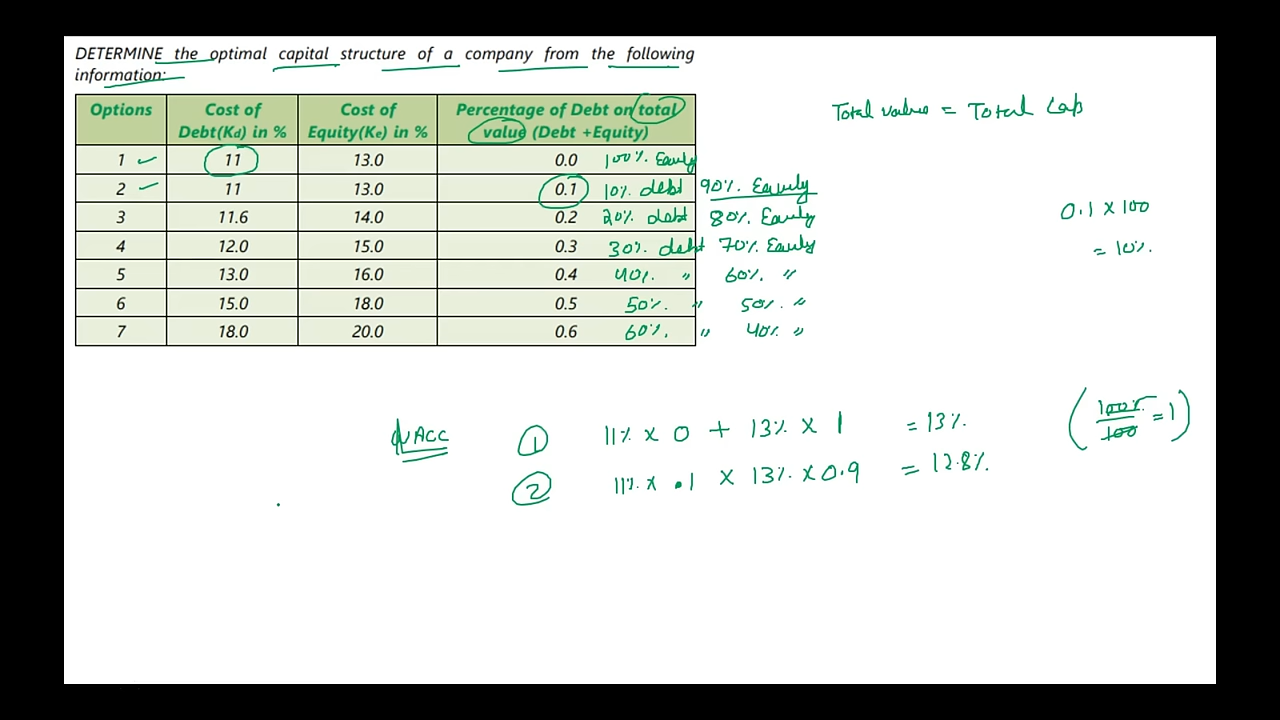 DETERMINE the optimal capital structure of a company from the following
information:
Total value = Total Cap
Options Cost of Debt(Kd) in % Cost of Equity(Ke) in % Percentage of Debt on total value (Debt +Equity)
1 ✓ 11 13.0 0.0 100% Equity
2 ✓ 11 13.0 0.1 10% debt 90% Equity
3 11.6 14.0 0.2 20% debt 80% Equity
4 12.0 15.0 0.3 30% debt 70% Equity
5 13.0 16.0 0.4 40% " 60% "
6 15.0 18.0 0.5 50% " 50% "
7 18.0 20.0 0.6 60% " 40% "
0.1 x 100
= 10%
WACC ① 11% x 0 + 13% x 1 = 13% (100%/100 = 1)
② 11% x .1 x 13% x 0.9 = 12.8%